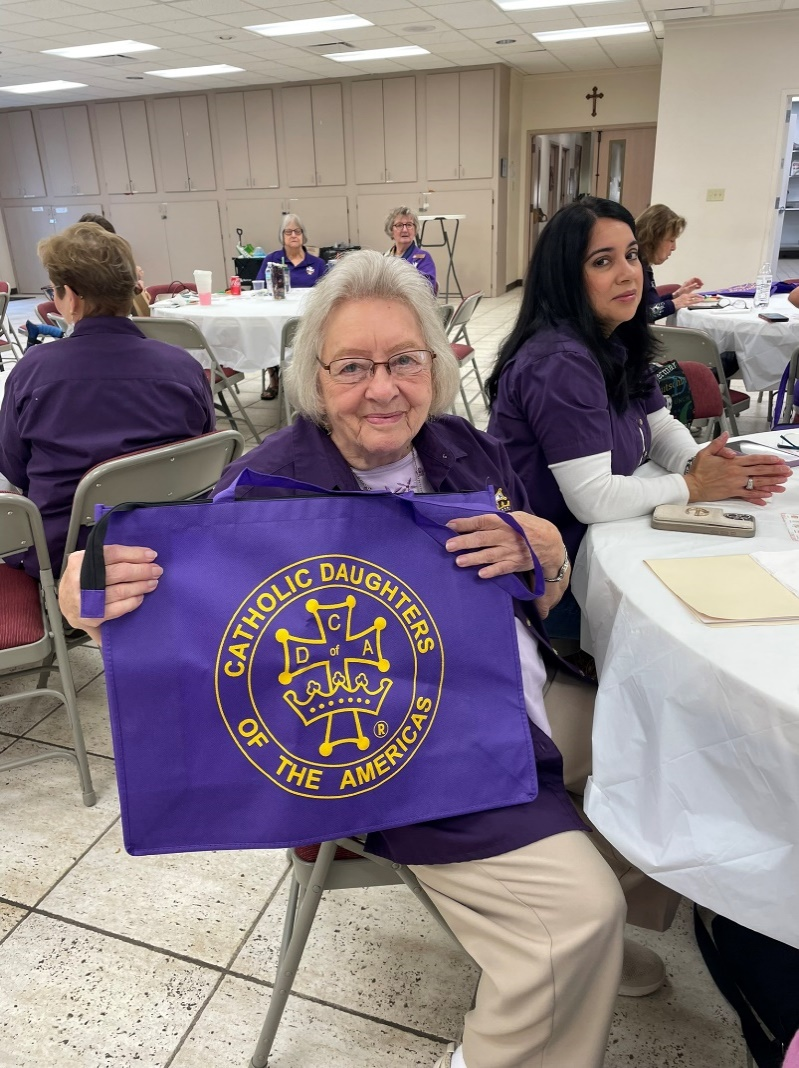 CATHOLIC DAUGHTERS
C
D of A
®
OF THE AMERICAS